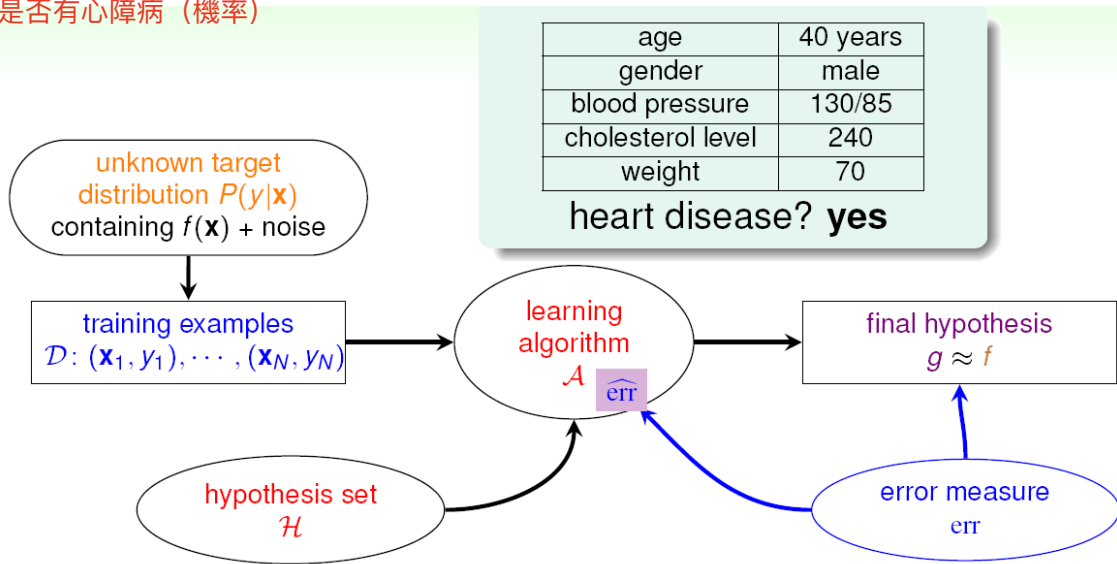 是否有心障病（機率）
age 40 years
gender male
blood pressure 130/85
cholesterol level 240
weight 70
heart disease? yes
unknown target
distribution P(y|x)
containing f(x) + noise
training examples
D: (x₁, y₁), ⋯ , (x_N, y_N)
learning
algorithm
A
err̂
final hypothesis
g ≈ f
hypothesis set
H
error measure
err